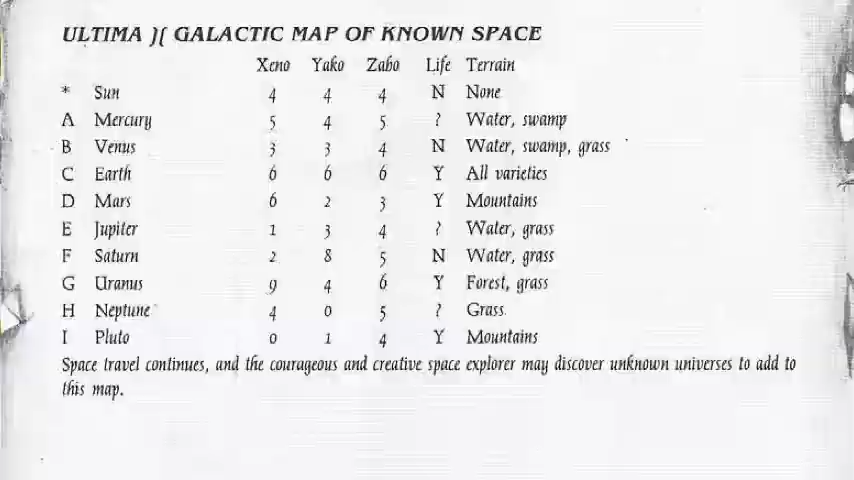 ULTIMA ][ GALACTIC MAP OF KNOWN SPACE
Xeno Yako Zabo Life Terrain
* Sun 4 4 4 N None
A Mercury 5 4 5 ? Water, swamp
B Venus 3 3 4 N Water, swamp, grass
C Earth 6 6 6 Y All varieties
D Mars 6 2 3 Y Mountains
E Jupiter 1 3 4 ? Water, grass
F Saturn 2 8 5 N Water, grass
G Uranus 9 4 6 Y Forest, grass
H Neptune 4 0 5 ? Grass
I Pluto 0 1 4 Y Mountains
Space travel continues, and the courageous and creative space explorer may discover unknown universes to add to
this map.